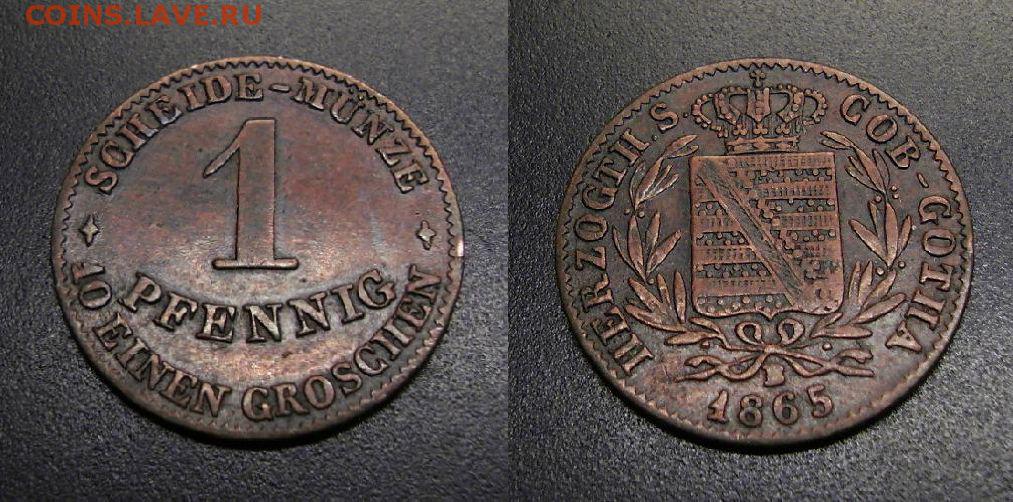 COINS.LAVE.RU
SCHEIDE-MÜNZE
1
PFENNIG
10 EINEN GROSCHEN
HERZOGTH. S. COB-GOTHA
B
1865